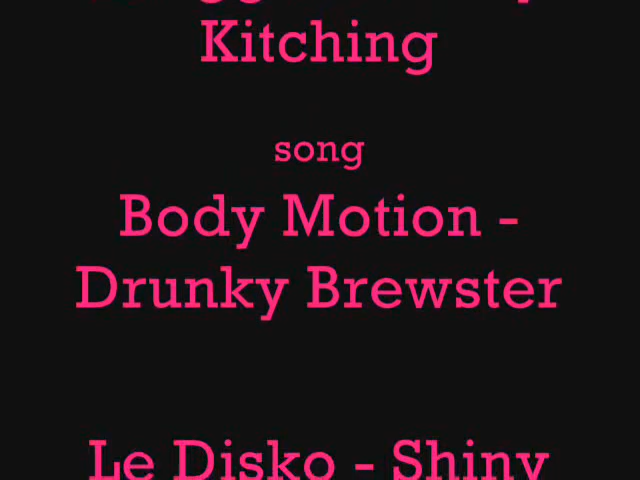 Kitching
song
Body Motion -
Drunky Brewster
Le Disko - Shiny